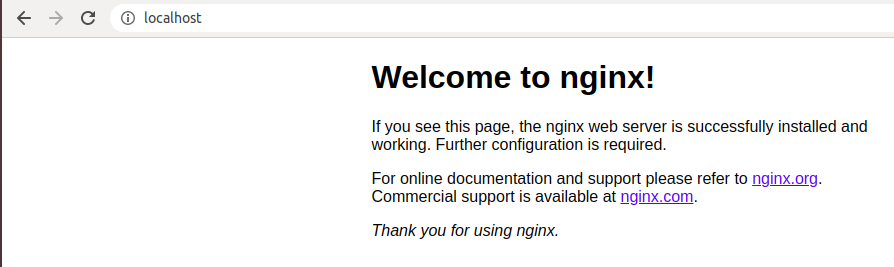 localhost
Welcome to nginx!
If you see this page, the nginx web server is successfully installed and
working. Further configuration is required.
For online documentation and support please refer to nginx.org.
Commercial support is available at nginx.com.
Thank you for using nginx.